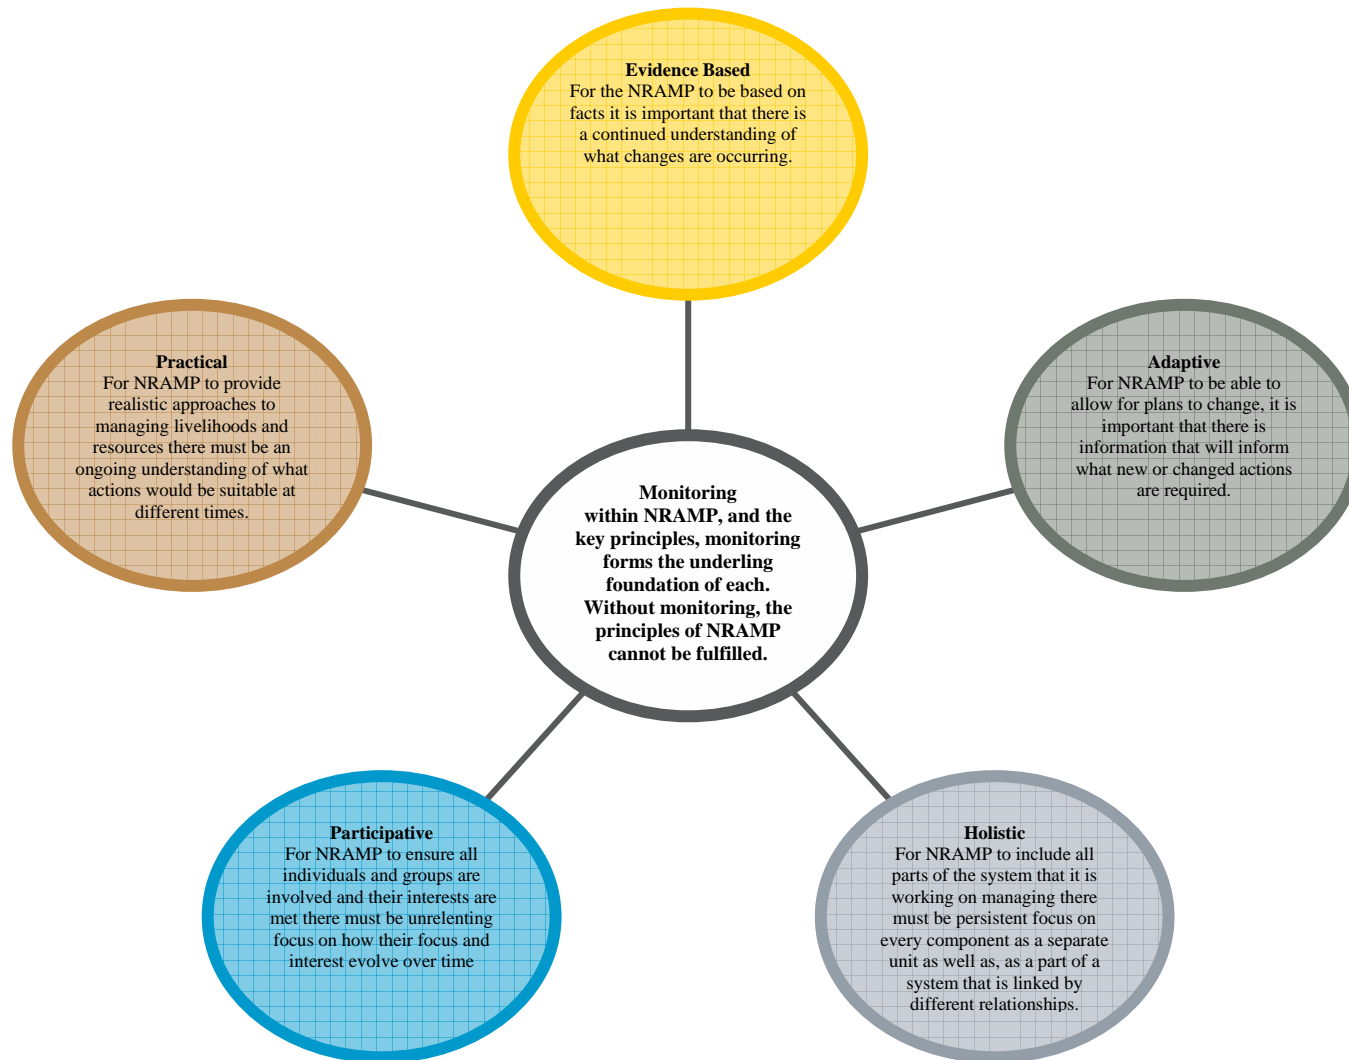 Evidence Based
For the NRAMP to be based on
facts it is important that there is
a continued understanding of
what changes are occurring.
Practical
For NRAMP to provide
realistic approaches to
managing livelihoods and
resources there must be an
ongoing understanding of what
actions would be suitable at
different times.
Adaptive
For NRAMP to be able to
allow for plans to change, it is
important that there is
information that will inform
what new or changed actions
are required.
Monitoring
within NRAMP, and the
key principles, monitoring
forms the underling
foundation of each.
Without monitoring, the
principles of NRAMP
cannot be fulfilled.
Participative
For NRAMP to ensure all
individuals and groups are
involved and their interests are
met there must be unrelenting
focus on how their focus and
interest evolve over time
Holistic
For NRAMP to include all
parts of the system that it is
working on managing there
must be persistent focus on
every component as a separate
unit as well as, as a part of a
system that is linked by
different relationships.